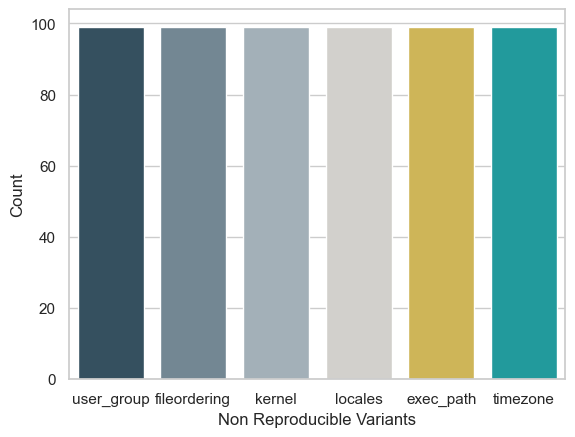 100
80
60
40
20
0
Count
user_group fileordering kernel locales exec_path timezone
Non Reproducible Variants